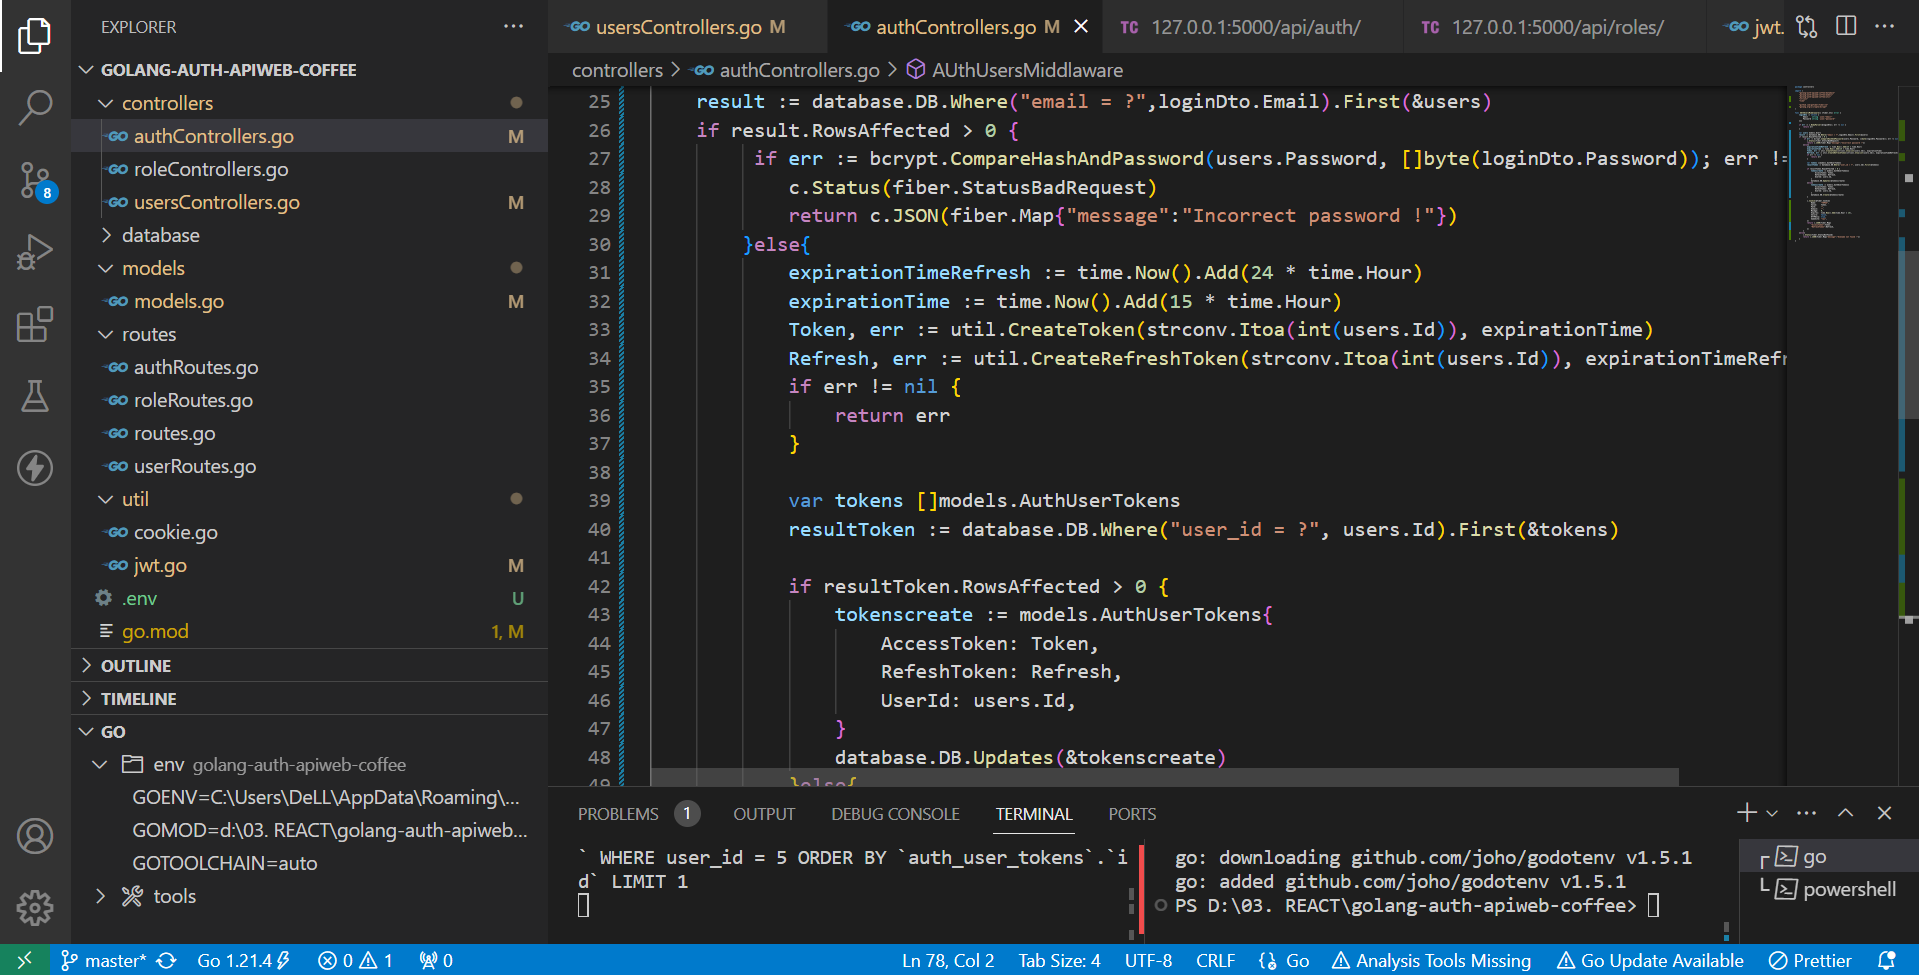 EXPLORER
GOLANG-AUTH-APIWEB-COFFEE
controllers
authControllers.go M
roleControllers.go
usersControllers.go M
database
models
models.go M
routes
authRoutes.go
roleRoutes.go
routes.go
userRoutes.go
util
cookie.go
jwt.go M
.env U
go.mod 1, M
OUTLINE
TIMELINE
GO
env golang-auth-apiweb-coffee
GOENV=C:\Users\DeLL\AppData\Roaming\...
GOMOD=d:\03. REACT\golang-auth-apiweb...
GOTOOLCHAIN=auto
tools
8
usersControllers.go M
authControllers.go M
TC 127.0.0.1:5000/api/auth/
TC 127.0.0.1:5000/api/roles/
jwt.
controllers > authControllers.go > AUthUsersMiddlaware
25 result := database.DB.Where("email = ?",loginDto.Email).First(&users)
26 if result.RowsAffected > 0 {
27 if err := bcrypt.CompareHashAndPassword(users.Password, []byte(loginDto.Password)); err !=
28 c.Status(fiber.StatusBadRequest)
29 return c.JSON(fiber.Map{"message":"Incorrect password !"})
30 }else{
31 expirationTimeRefresh := time.Now().Add(24 * time.Hour)
32 expirationTime := time.Now().Add(15 * time.Hour)
33 Token, err := util.CreateToken(strconv.Itoa(int(users.Id)), expirationTime)
34 Refresh, err := util.CreateRefreshToken(strconv.Itoa(int(users.Id)), expirationTimeRefr
35 if err != nil {
36 return err
37 }
38
39 var tokens []models.AuthUserTokens
40 resultToken := database.DB.Where("user_id = ?", users.Id).First(&tokens)
41
42 if resultToken.RowsAffected > 0 {
43 tokenscreate := models.AuthUserTokens{
44 AccessToken: Token,
45 RefeshToken: Refresh,
46 UserId: users.Id,
47 }
48 database.DB.Updates(&tokenscreate)
49 }else{
PROBLEMS 1 OUTPUT DEBUG CONSOLE TERMINAL PORTS
` WHERE user_id = 5 ORDER BY `auth_user_tokens`.`i
d` LIMIT 1
go: downloading github.com/joho/godotenv v1.5.1
go: added github.com/joho/godotenv v1.5.1
PS D:\03. REACT\golang-auth-apiweb-coffee>
go
powershell
master* Go 1.21.4 0 1 0 Ln 78, Col 2 Tab Size: 4 UTF-8 CRLF Go Analysis Tools Missing Go Update Available Prettier